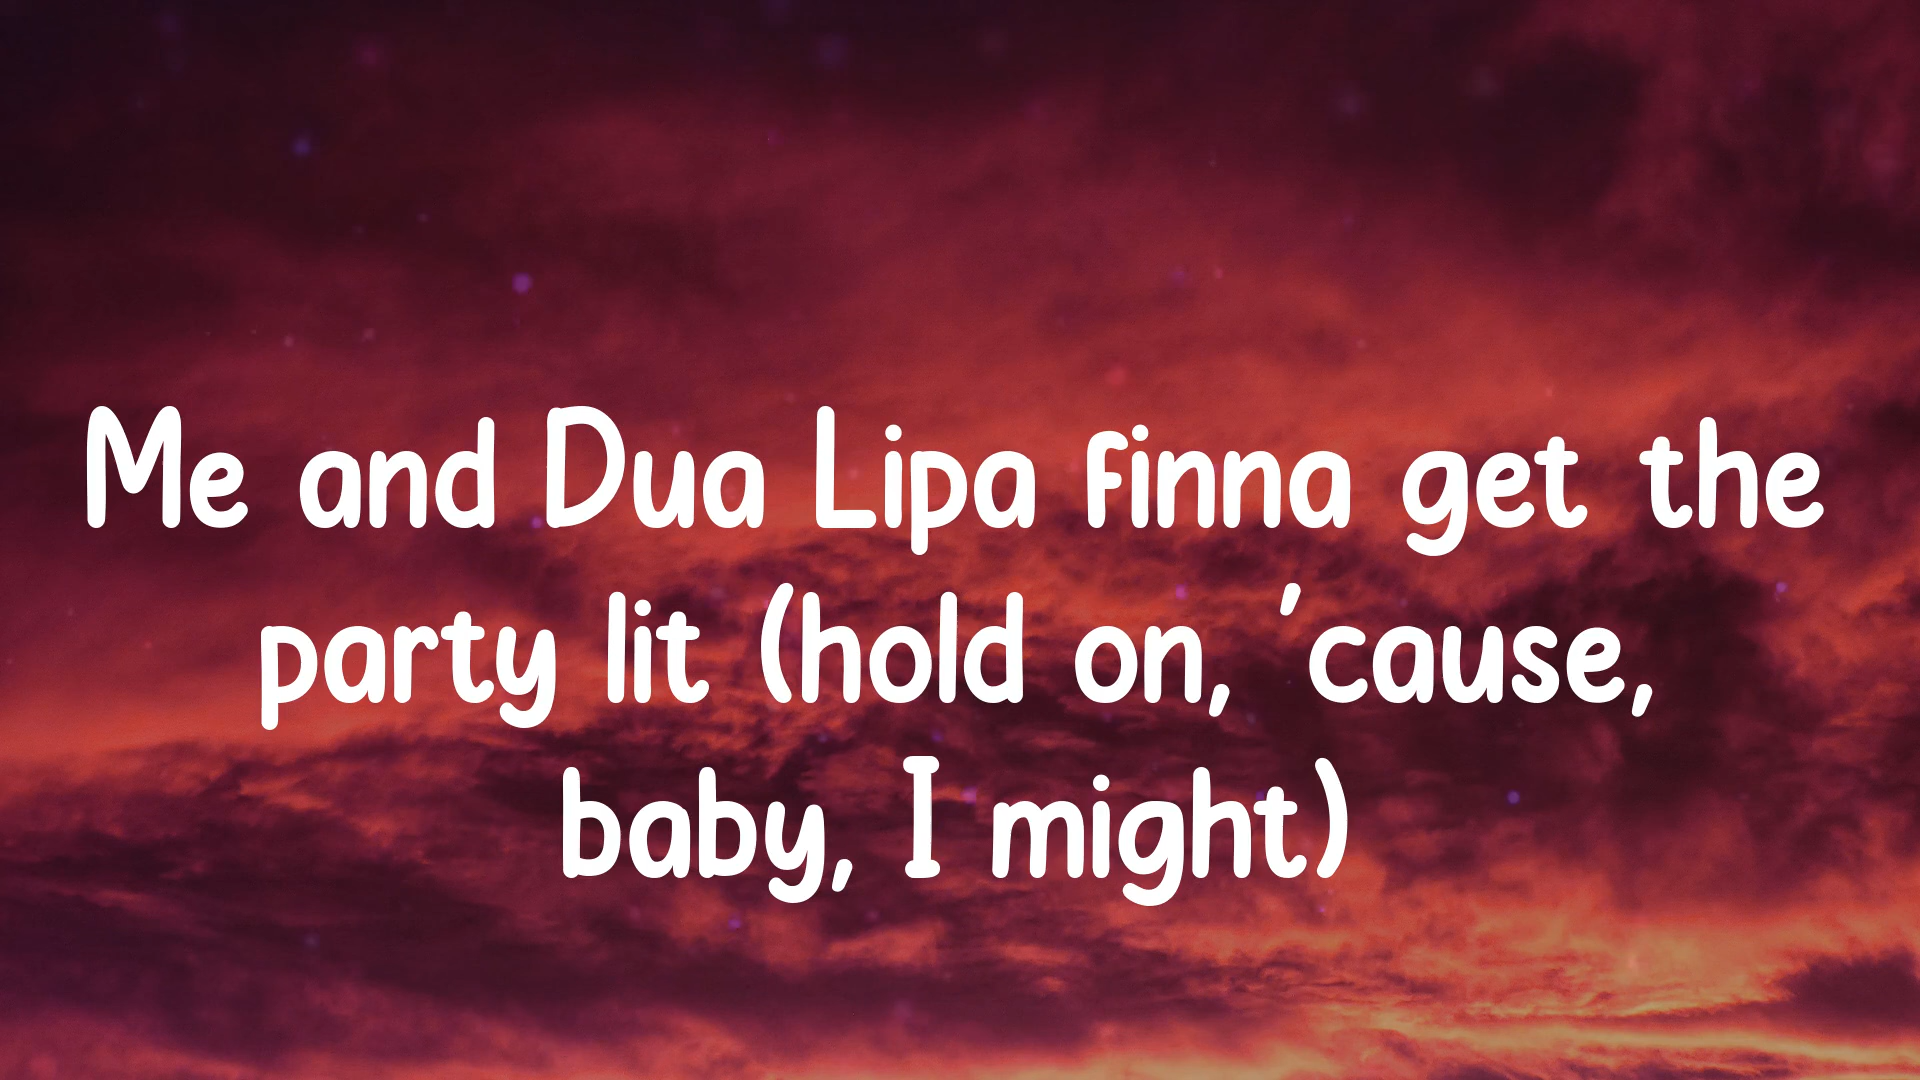 Me and Dua Lipa finna get the
party lit (hold on, 'cause,
baby, I might)